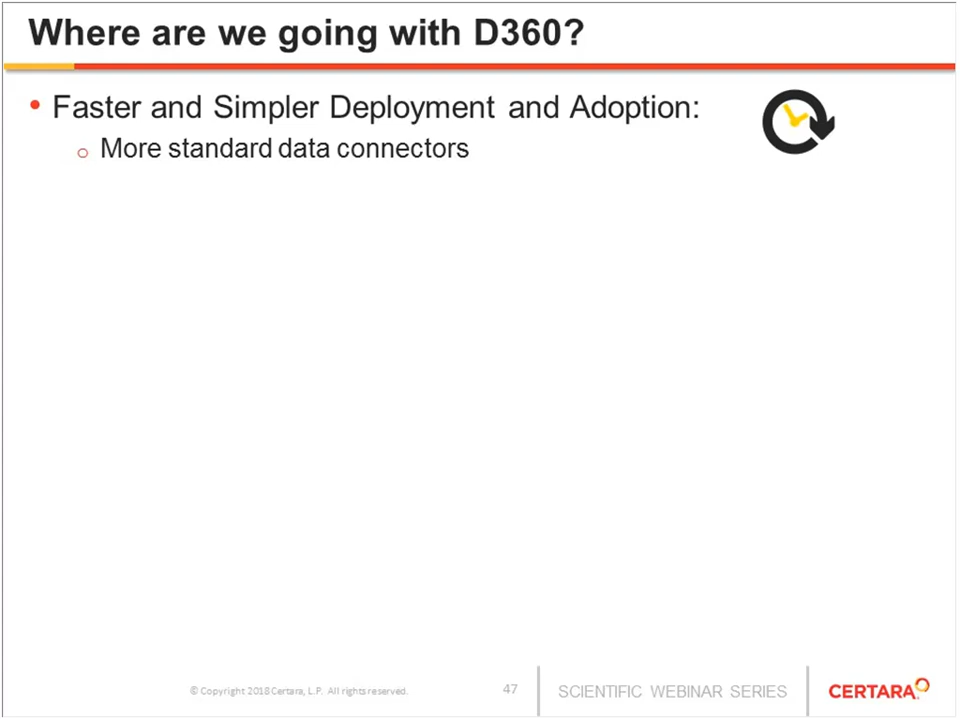 Where are we going with D360?
• Faster and Simpler Deployment and Adoption:
o More standard data connectors
© Copyright 2018 Certara, L.P. All rights reserved.
47
SCIENTIFIC WEBINAR SERIES
CERTARA